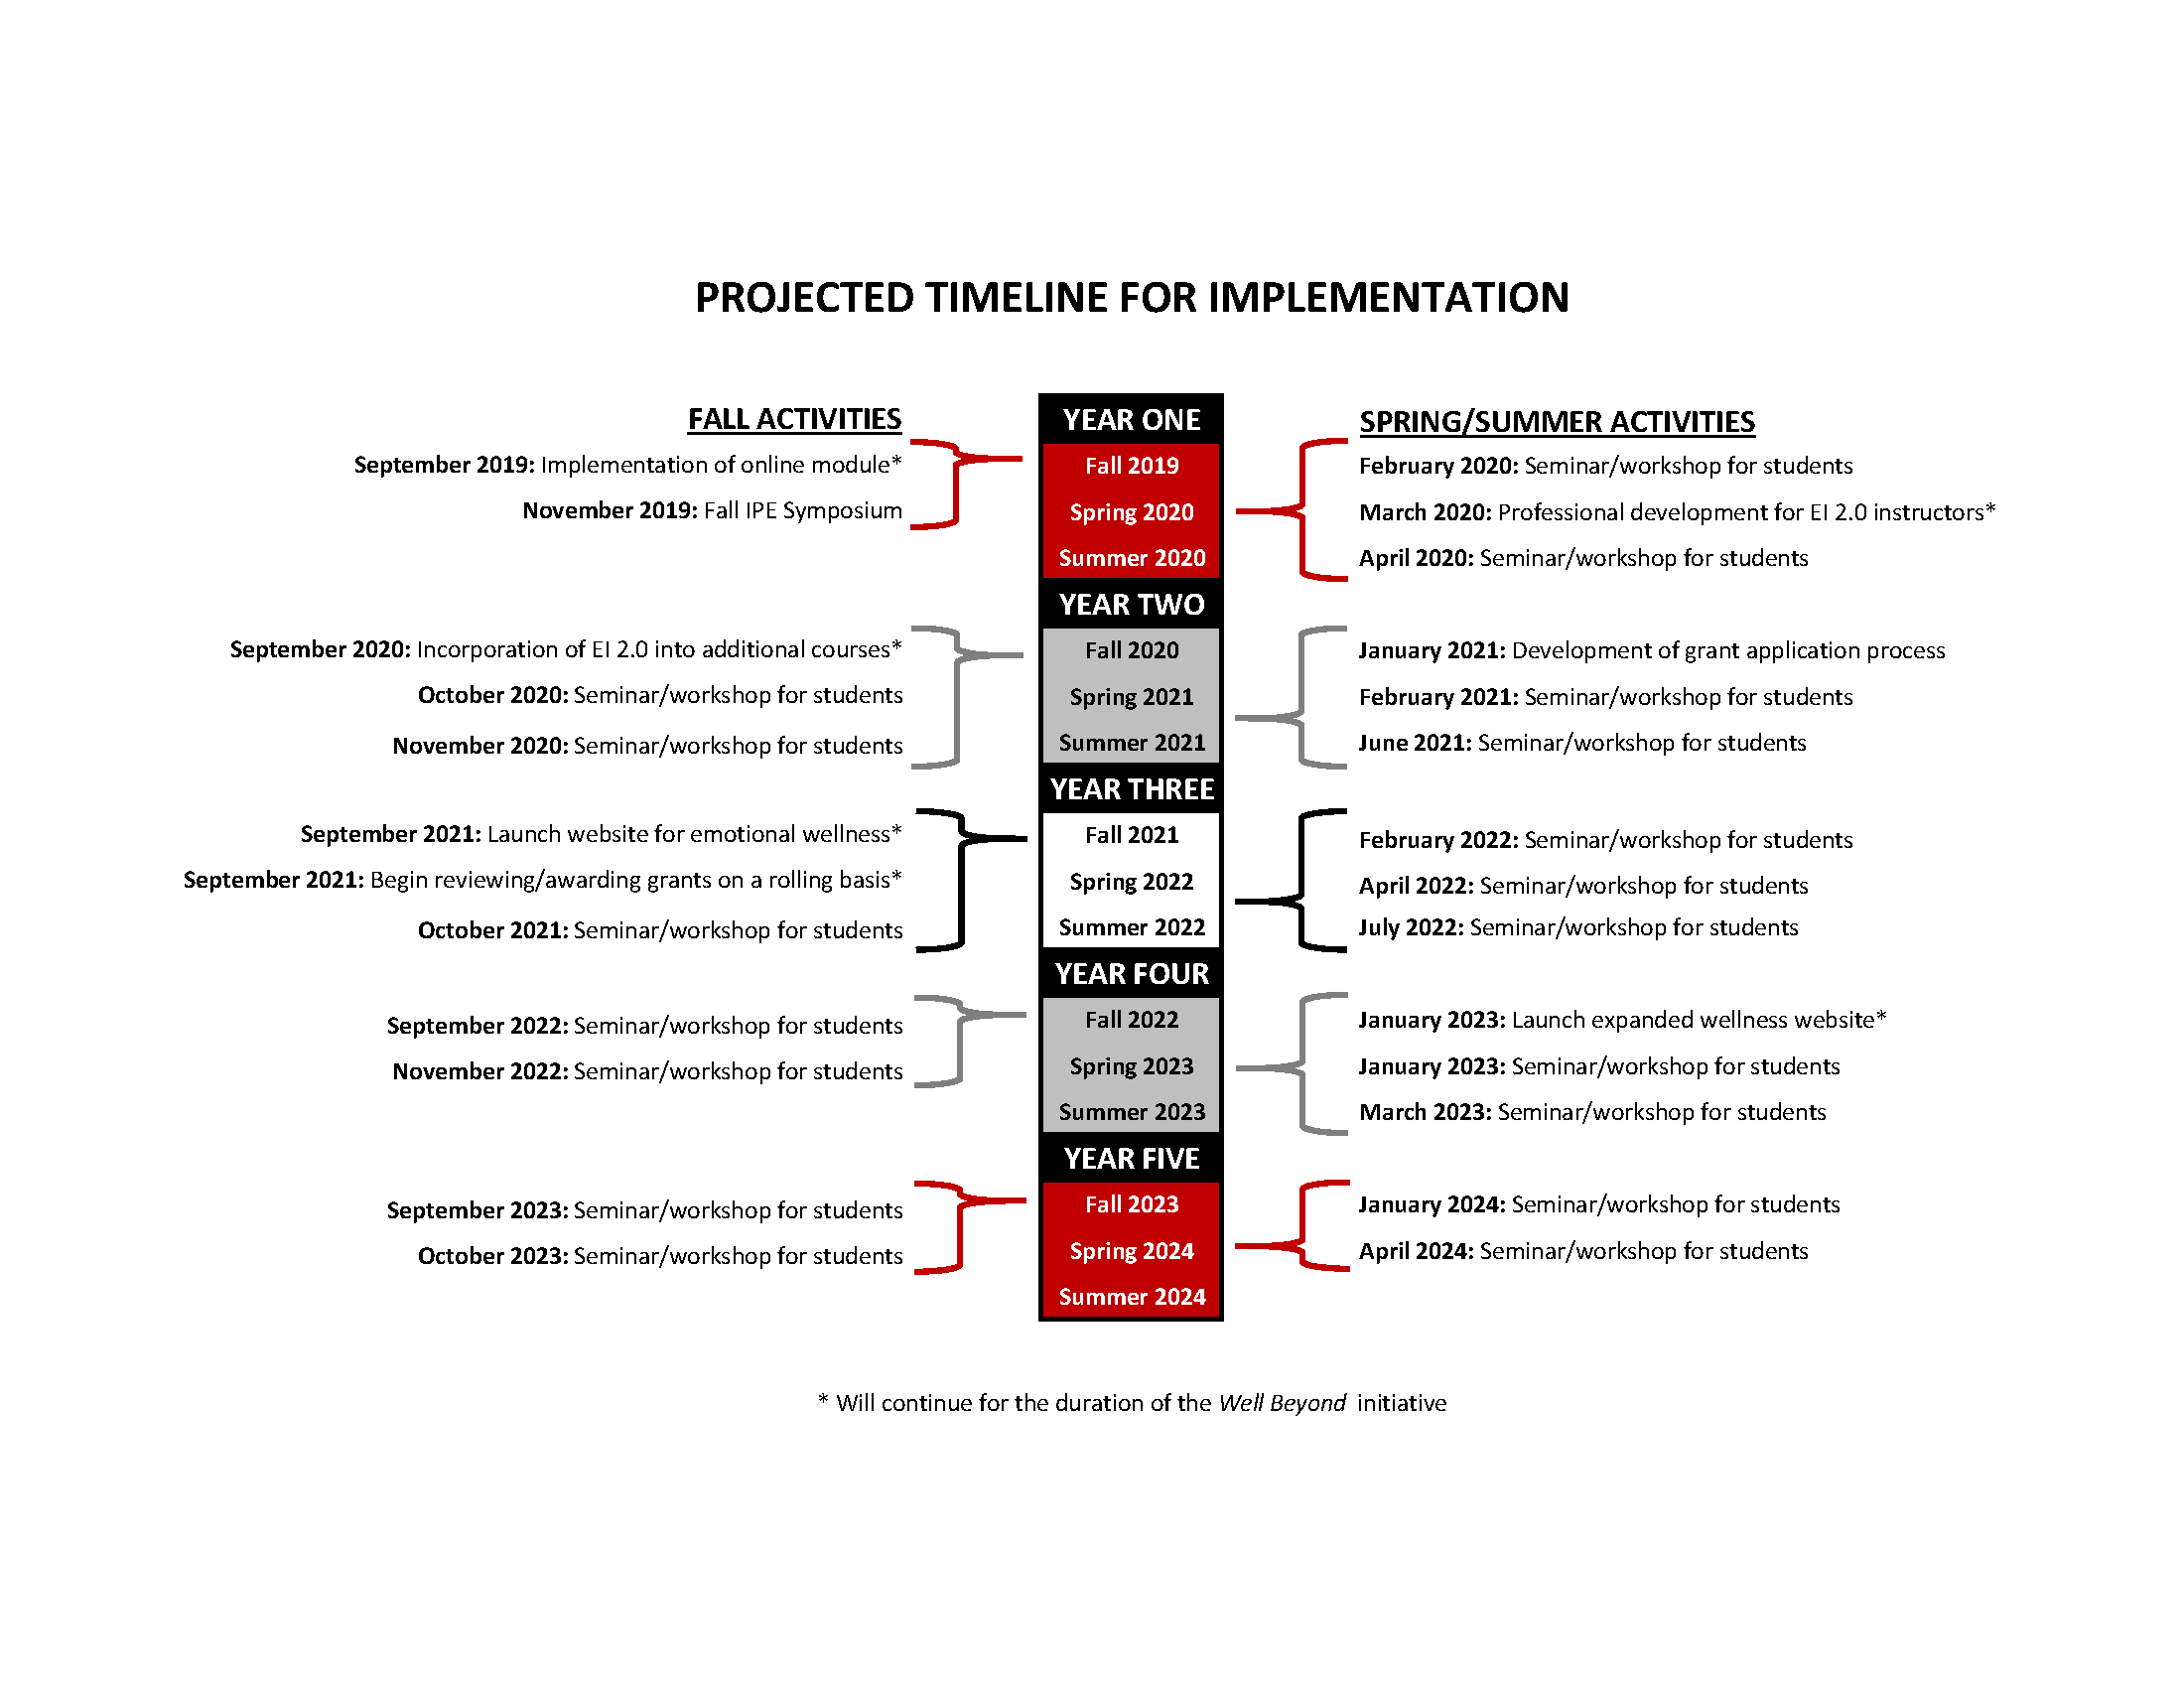 PROJECTED TIMELINE FOR IMPLEMENTATION
FALL ACTIVITIES
September 2019: Implementation of online module*
November 2019: Fall IPE Symposium
September 2020: Incorporation of EI 2.0 into additional courses*
October 2020: Seminar/workshop for students
November 2020: Seminar/workshop for students
September 2021: Launch website for emotional wellness*
September 2021: Begin reviewing/awarding grants on a rolling basis*
October 2021: Seminar/workshop for students
September 2022: Seminar/workshop for students
November 2022: Seminar/workshop for students
September 2023: Seminar/workshop for students
October 2023: Seminar/workshop for students
YEAR ONE
Fall 2019
Spring 2020
Summer 2020
YEAR TWO
Fall 2020
Spring 2021
Summer 2021
YEAR THREE
Fall 2021
Spring 2022
Summer 2022
YEAR FOUR
Fall 2022
Spring 2023
Summer 2023
YEAR FIVE
Fall 2023
Spring 2024
Summer 2024
SPRING/SUMMER ACTIVITIES
February 2020: Seminar/workshop for students
March 2020: Professional development for EI 2.0 instructors*
April 2020: Seminar/workshop for students
January 2021: Development of grant application process
February 2021: Seminar/workshop for students
June 2021: Seminar/workshop for students
February 2022: Seminar/workshop for students
April 2022: Seminar/workshop for students
July 2022: Seminar/workshop for students
January 2023: Launch expanded wellness website*
January 2023: Seminar/workshop for students
March 2023: Seminar/workshop for students
January 2024: Seminar/workshop for students
April 2024: Seminar/workshop for students
* Will continue for the duration of the Well Beyond initiative